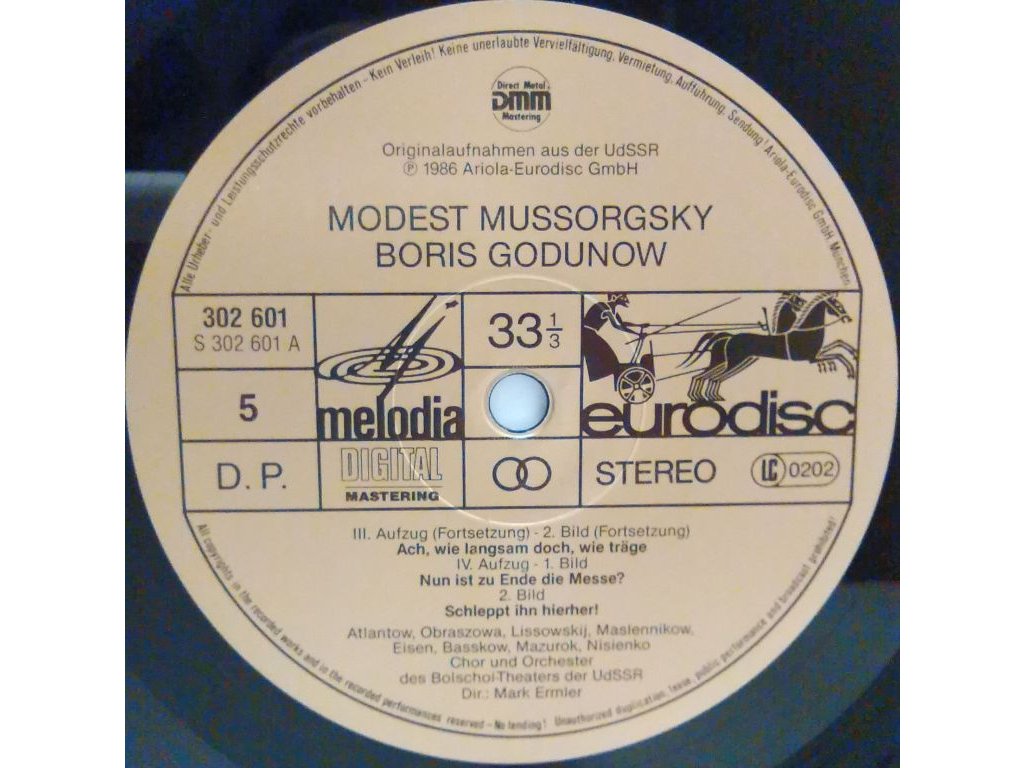 Alle Urheber- und Leistungsschutzrechte vorbehalten - Kein Verleih! Keine unerlaubte Vervielfältigung, Vermietung, Aufführung, Sendung! Ariola-Eurodisc GmbH München.
Direct Metal
DMM
Mastering
Originalaufnahmen aus der UdSSR
℗ 1986 Ariola-Eurodisc GmbH
MODEST MUSSORGSKY
BORIS GODUNOW
302 601
S 302 601 A
5
D. P.
melodia
DIGITAL
MASTERING
33 1/3
eurodisc
STEREO
LC 0202
III. Aufzug (Fortsetzung) - 2. Bild (Fortsetzung)
Ach, wie langsam doch, wie träge
IV. Aufzug - 1. Bild
Nun ist zu Ende die Messe?
2. Bild
Schleppt ihn hierher!
Atlantow, Obraszowa, Lissowskij, Maslennikow,
Eisen, Basskow, Mazurok, Nisienko
Chor und Orchester
des Bolschoi-Theaters der UdSSR
Dir.: Mark Ermler
All copyrights in the recorded works and in the recorded performances reserved - No lending! Unauthorized duplication, lease, public performance and broadcast prohibited!